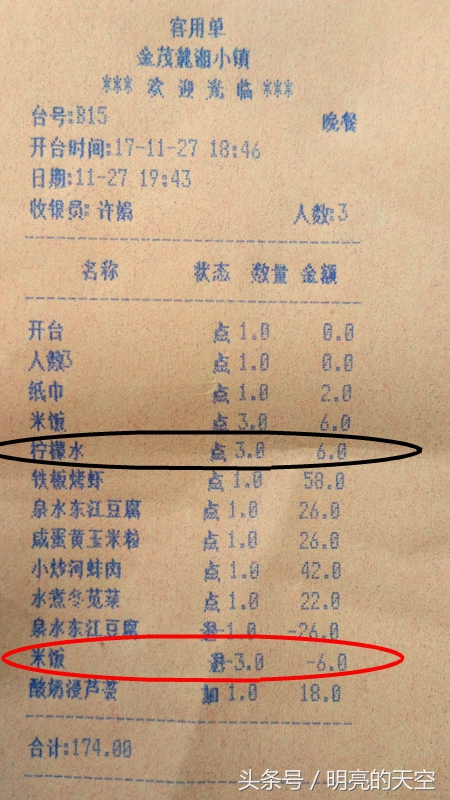 客用单
金茂麓湘小镇
*** 欢 迎 光 临 ***
台号:B15 晚餐
开台时间:17-11-27 18:46
日期:11-27 19:43
收银员: 许嫣 人数:3
名称 状态 数量 金额
开台 点 1.0 0.0
人数3 点 1.0 0.0
纸巾 点 1.0 2.0
米饭 点 3.0 6.0
柠檬水 点 3.0 6.0
铁板烤虾 点 1.0 58.0
泉水东江豆腐 点 1.0 26.0
咸蛋黄玉米粒 点 1.0 26.0
小炒河蚌肉 点 1.0 42.0
水煮冬苋菜 点 1.0 22.0
泉水东江豆腐 退-1.0 -26.0
米饭 退-3.0 -6.0
酸奶浸芦荟 加 1.0 18.0
合计:174.00
头条号 / 明亮的天空